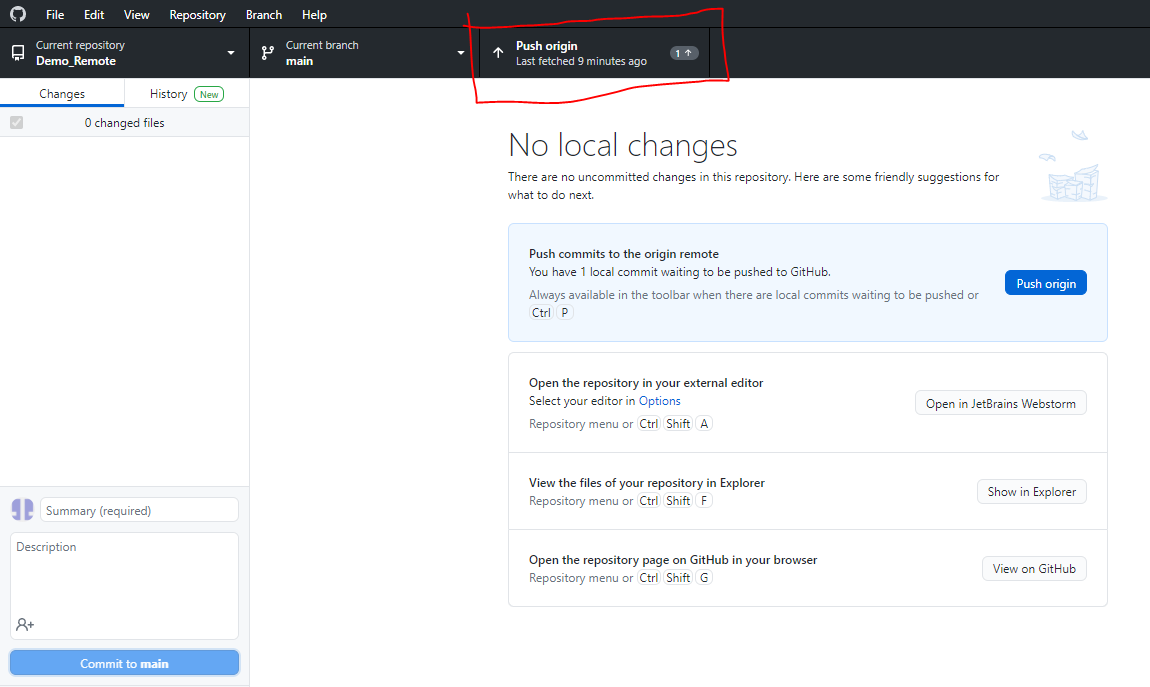 File Edit View Repository Branch Help
Current repository
Demo_Remote
Current branch
main
Push origin
Last fetched 9 minutes ago
1
Changes
History New
0 changed files
No local changes
There are no uncommitted changes in this repository. Here are some friendly suggestions for
what to do next.
Push commits to the origin remote
You have 1 local commit waiting to be pushed to GitHub.
Always available in the toolbar when there are local commits waiting to be pushed or
Ctrl P
Push origin
Open the repository in your external editor
Select your editor in Options
Repository menu or Ctrl Shift A
Open in JetBrains Webstorm
View the files of your repository in Explorer
Repository menu or Ctrl Shift F
Show in Explorer
Open the repository page on GitHub in your browser
Repository menu or Ctrl Shift G
View on GitHub
Summary (required)
Description
Commit to main